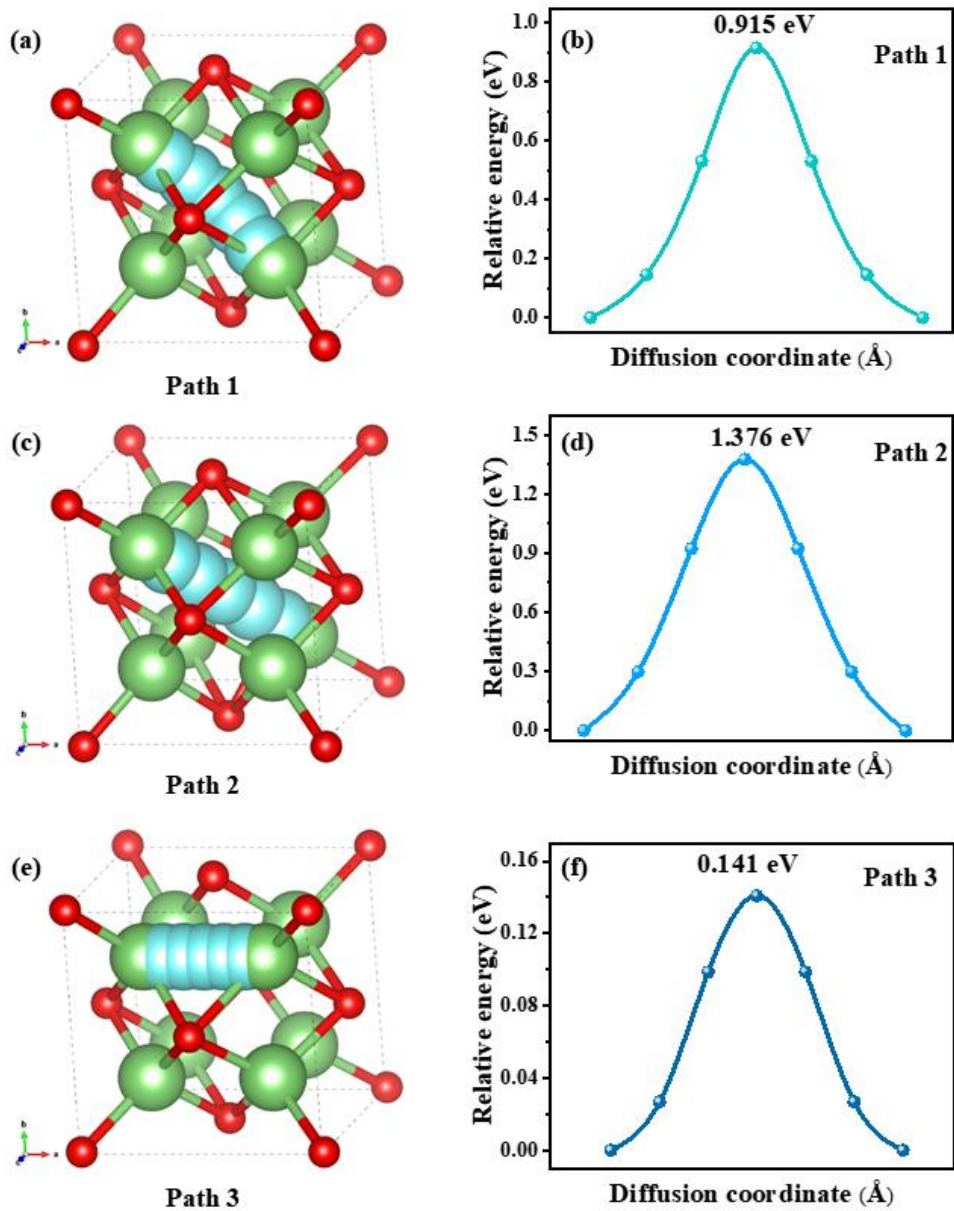 (a)
b
c
a
Path 1
(b)
0.915 eV
Path 1
Relative energy (eV)
1.0
0.8
0.6
0.4
0.2
0.0
Diffusion coordinate (Å)
(c)
b
c
a
Path 2
(d)
1.376 eV
Path 2
Relative energy (eV)
1.5
1.2
0.9
0.6
0.3
0.0
Diffusion coordinate (Å)
(e)
b
c
a
Path 3
(f)
0.141 eV
Path 3
Relative energy (eV)
0.16
0.12
0.08
0.04
0.00
Diffusion coordinate (Å)